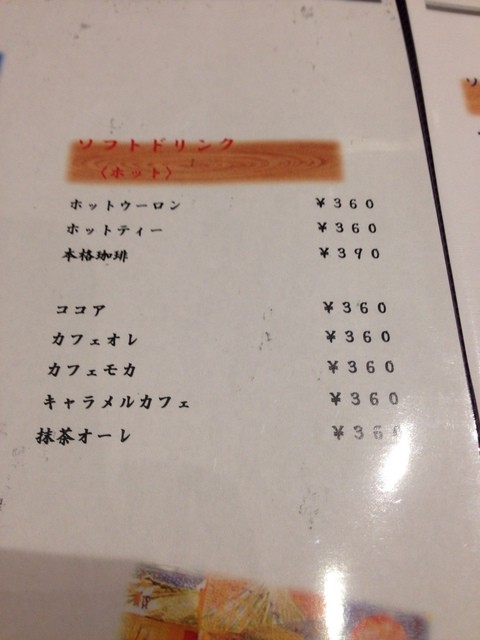 ソフトドリンク
〈ホット〉
ホットウーロン ￥360
ホットティー ￥360
本格珈琲 ￥390
ココア ￥360
カフェオレ ￥360
カフェモカ ￥360
キャラメルカフェ ￥360
抹茶オーレ ￥360